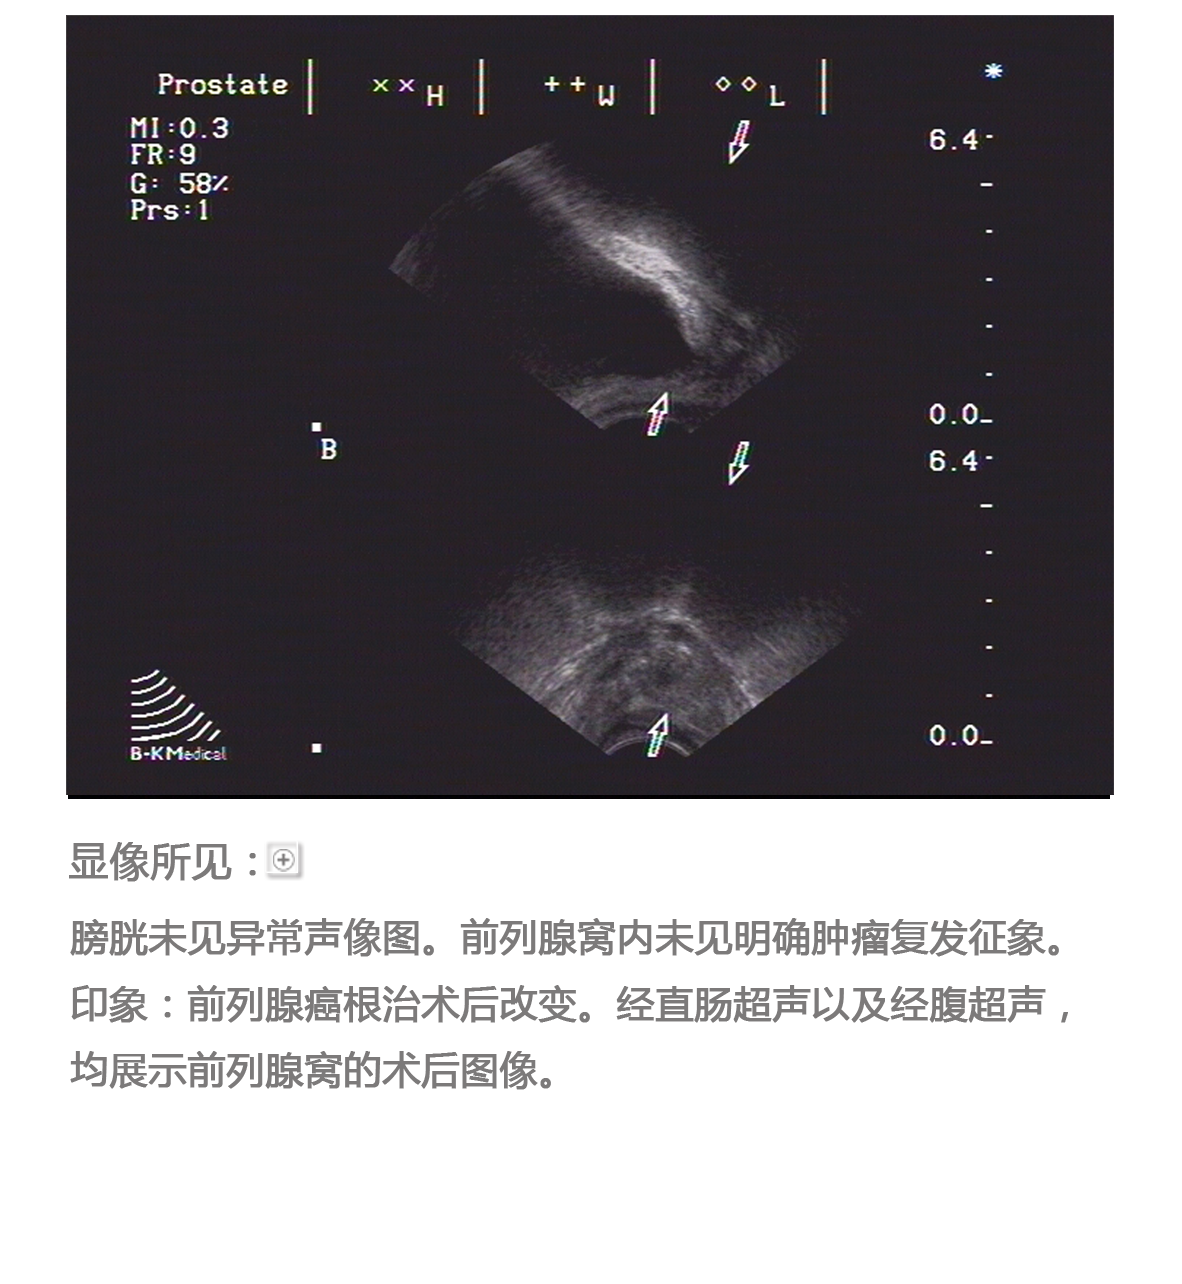 Prostate ×× H ++ W ◇◇ L *
MI:0.3
FR:9
G: 58%
Prs:1
6.4
0.0
B
6.4
0.0
B-K Medical
显像所见：
膀胱未见异常声像图。前列腺窝内未见明确肿瘤复发征象。
印象：前列腺癌根治术后改变。经直肠超声以及经腹超声，
均展示前列腺窝的术后图像。